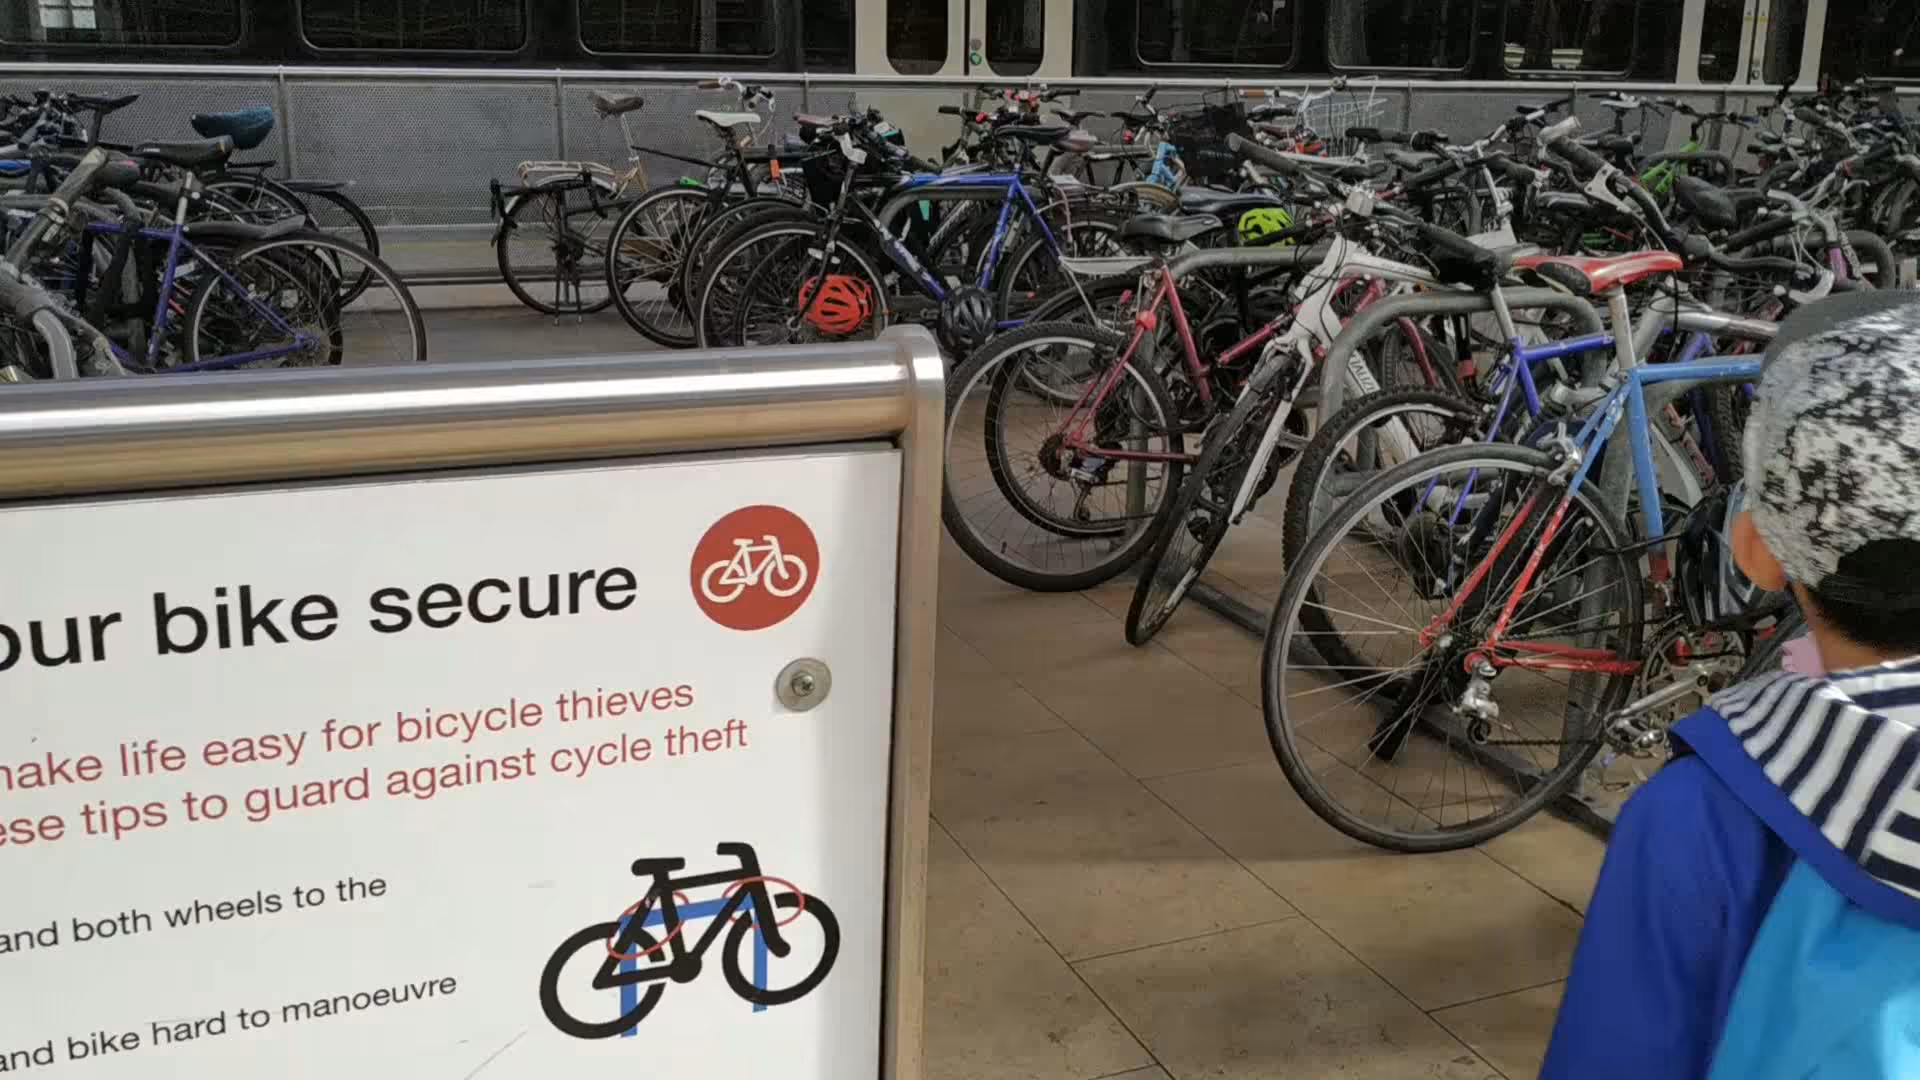 our bike secure
make life easy for bicycle thieves
ese tips to guard against cycle theft
and both wheels to the
and bike hard to manoeuvre